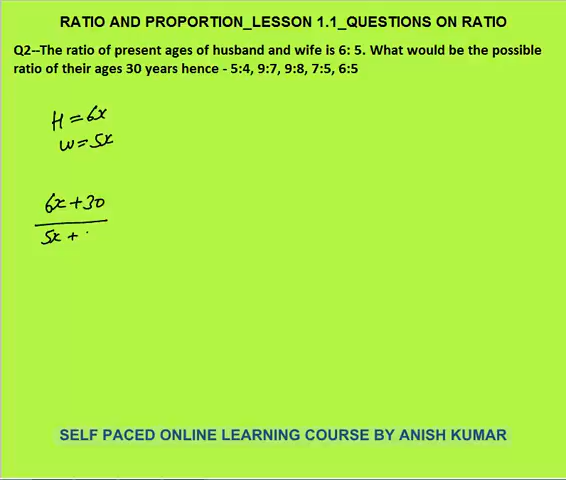 RATIO AND PROPORTION_LESSON 1.1_QUESTIONS ON RATIO
Q2--The ratio of present ages of husband and wife is 6: 5. What would be the possible
ratio of their ages 30 years hence - 5:4, 9:7, 9:8, 7:5, 6:5
H = 6x
W = 5x
6x + 30
5x +
SELF PACED ONLINE LEARNING COURSE BY ANISH KUMAR